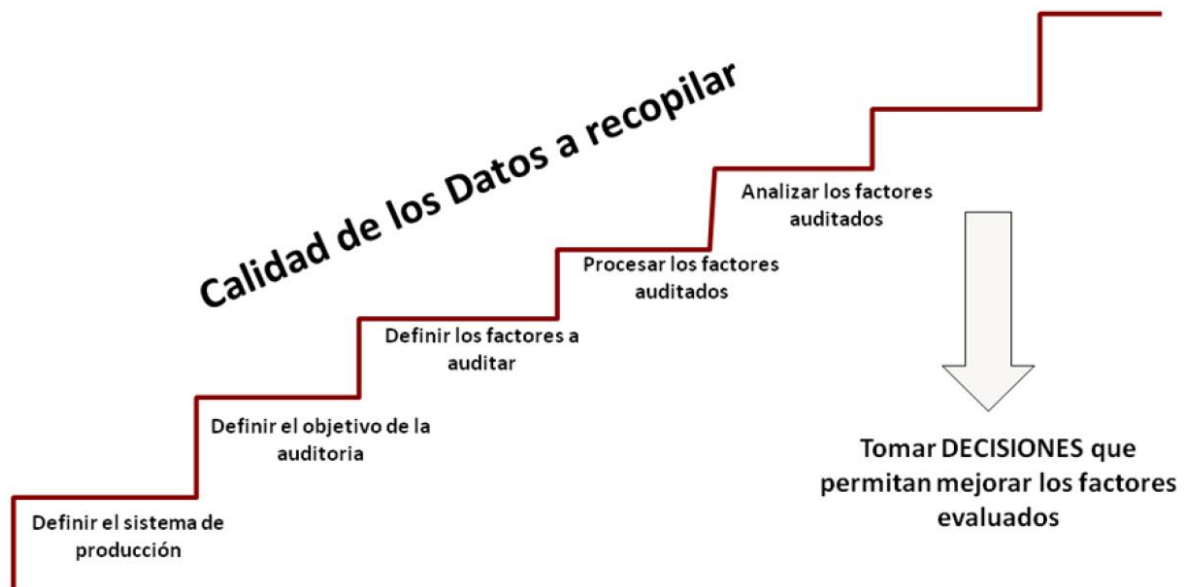 Calidad de los Datos a recopilar
Analizar los factores
auditados
Procesar los factores
auditados
Definir los factores a
auditar
Definir el objetivo de la
auditoria
Definir el sistema de
producción
Tomar DECISIONES que
permitan mejorar los factores
evaluados